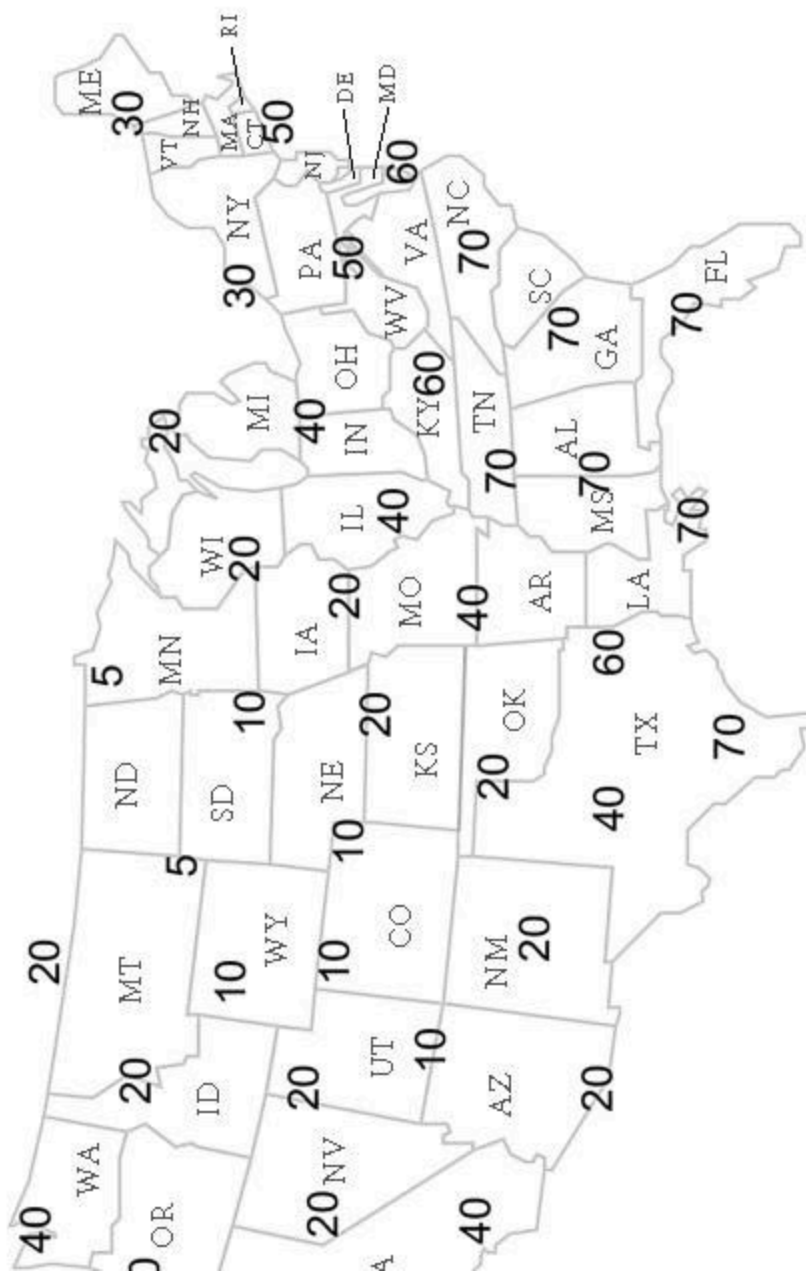 RI
ME
30
NH
VT
MA
CT
50
DE
MD
NJ
60
NY
PA
50
VA
NC
70
30
WV
SC
FL
70
70
GA
OH
60
KY
TN
MI
20
40
IN
AL
70
70
MS
70
IL
40
WI
20
20
MO
40
AR
LA
IA
MN
5
60
10
20
OK
TX
70
ND
SD
NE
KS
20
40
5
10
20
MT
10
WY
10
CO
NM
20
20
ID
20
UT
10
AZ
20
WA
40
OR
NV
20
40
0
A